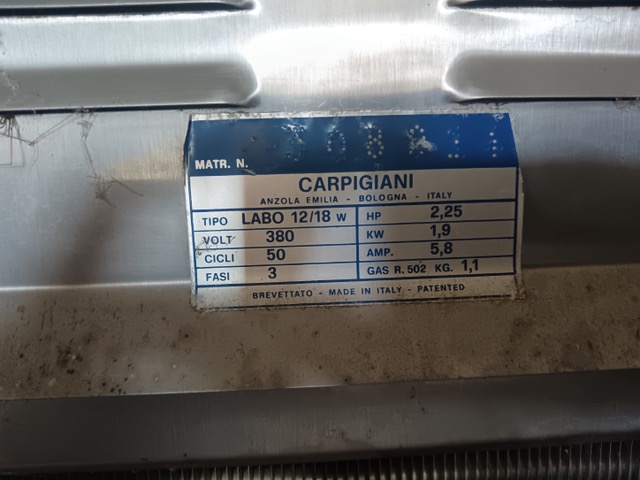 MATR. N.
CARPIGIANI
ANZOLA EMILIA - BOLOGNA - ITALY
TIPO LABO 12/18 W HP 2,25
VOLT 380 KW 1,9
CICLI 50 AMP. 5,8
FASI 3 GAS R. 502 KG. 1,1
BREVETTATO - MADE IN ITALY - PATENTED